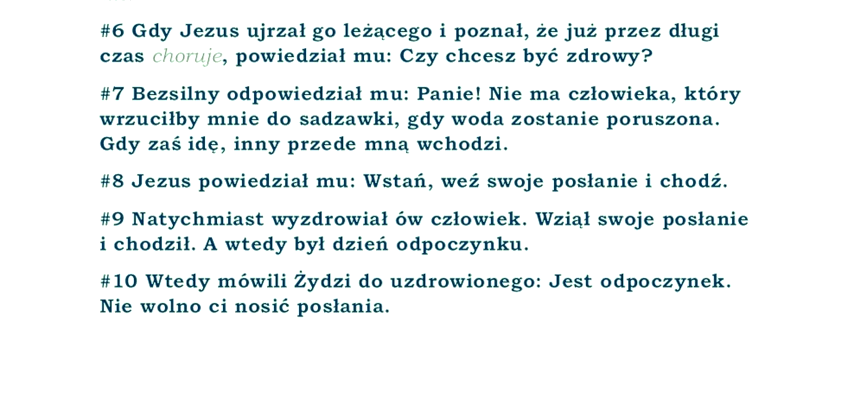 #6 Gdy Jezus ujrzał go leżącego i poznał, że już przez długi
czas choruje, powiedział mu: Czy chcesz być zdrowy?
#7 Bezsilny odpowiedział mu: Panie! Nie ma człowieka, który
wrzuciłby mnie do sadzawki, gdy woda zostanie poruszona.
Gdy zaś idę, inny przede mną wchodzi.
#8 Jezus powiedział mu: Wstań, weź swoje posłanie i chodź.
#9 Natychmiast wyzdrowiał ów człowiek. Wziął swoje posłanie
i chodził. A wtedy był dzień odpoczynku.
#10 Wtedy mówili Żydzi do uzdrowionego: Jest odpoczynek.
Nie wolno ci nosić posłania.